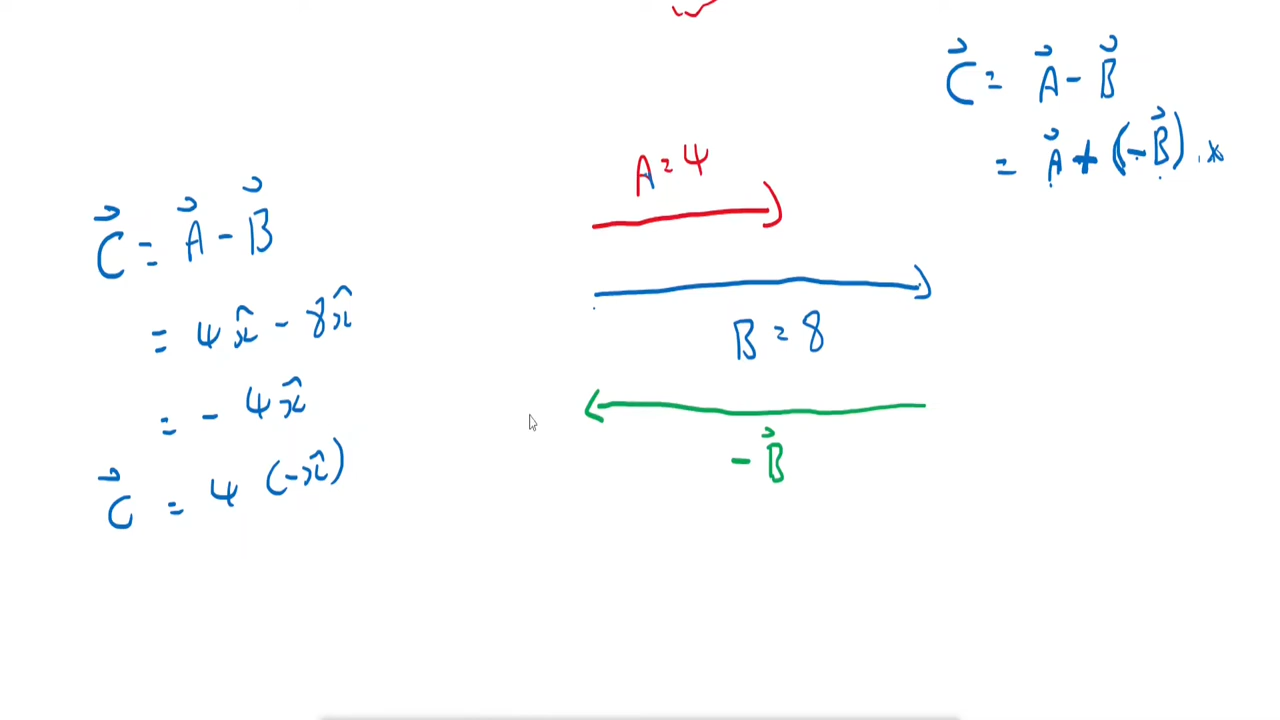 C⃗ = A⃗ - B⃗
= A⃗ + (-B⃗) . *
A = 4
C⃗ = A⃗ - B⃗
= 4x̂ - 8x̂
B = 8
= - 4x̂
- B⃗
C⃗ = 4 (-x̂)